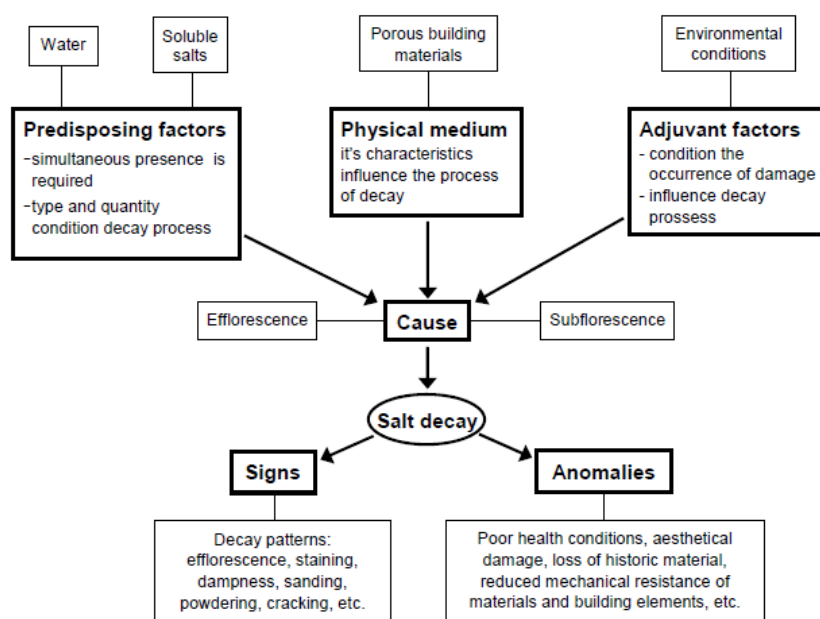 Water
Soluble
salts
Porous building
materials
Environmental
conditions
Predisposing factors
-simultaneous presence is
required
-type and quantity
condition decay process
Physical medium
it's characteristics
influence the process
of decay
Adjuvant factors
- condition the
occurrence of damage
- influence decay
prossess
Efflorescence
Cause
Subflorescence
Salt decay
Signs
Anomalies
Decay patterns:
efflorescence, staining,
dampness, sanding,
powdering, cracking, etc.
Poor health conditions, aesthetical
damage, loss of historic material,
reduced mechanical resistance of
materials and building elements, etc.